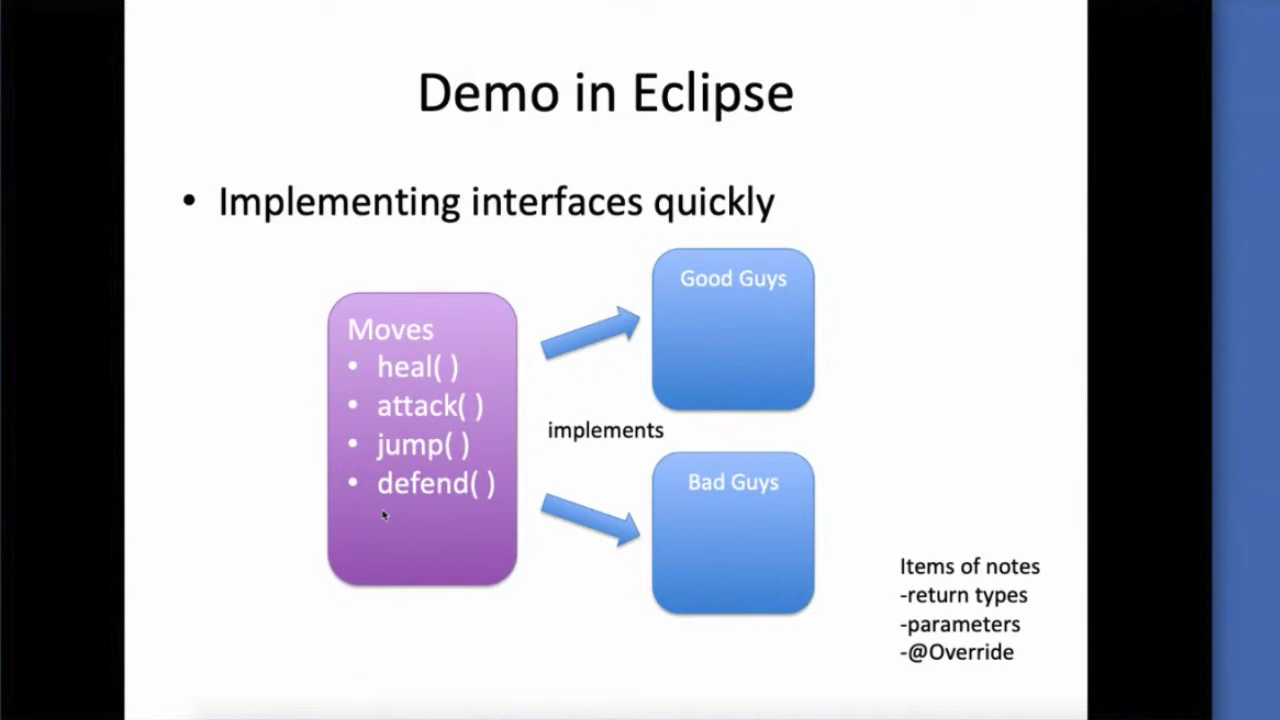 Demo in Eclipse
• Implementing interfaces quickly
Moves
• heal( )
• attack( )
• jump( )
• defend( )
implements
Good Guys
Bad Guys
Items of notes
-return types
-parameters
-@Override